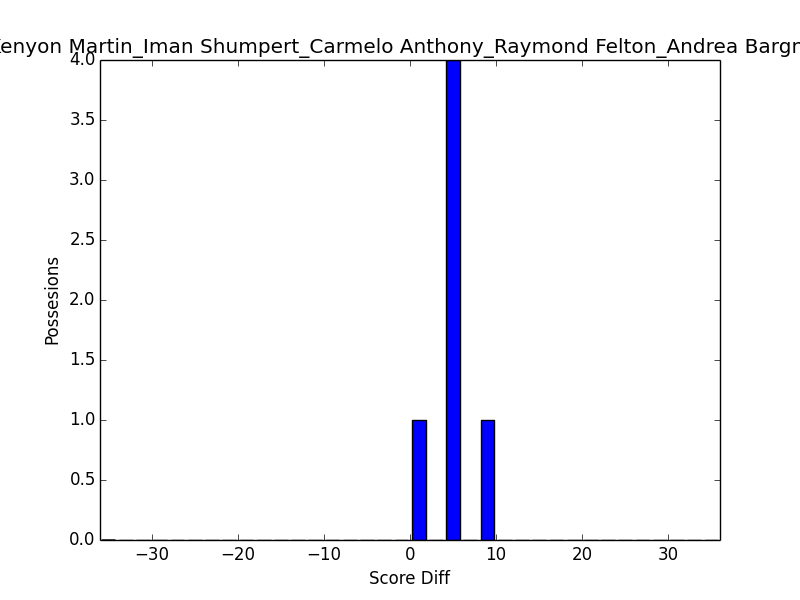 Kenyon Martin_Iman Shumpert_Carmelo Anthony_Raymond Felton_Andrea Bargn
4.0
3.5
3.0
2.5
2.0
1.5
1.0
0.5
0.0
Possesions
−30 −20 −10 0 10 20 30
Score Diff